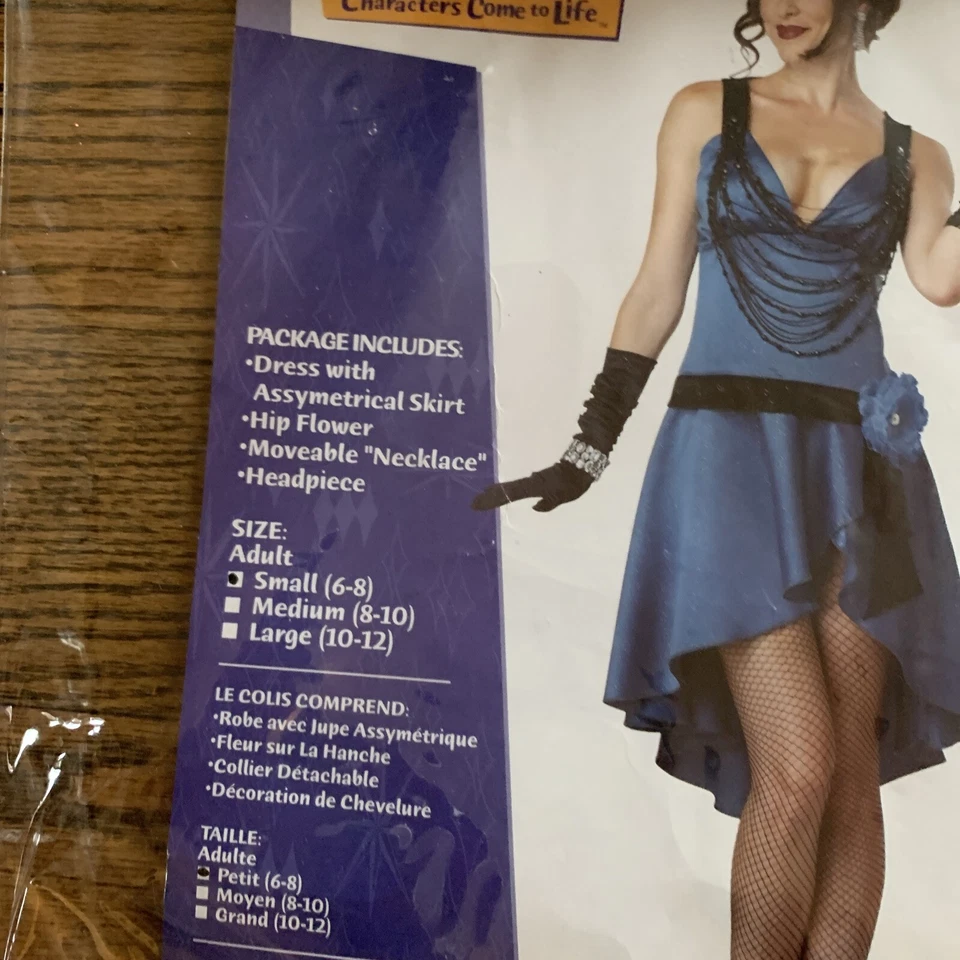 Characters Come to Life™
PACKAGE INCLUDES:
•Dress with
Assymetrical Skirt
•Hip Flower
•Moveable "Necklace"
•Headpiece
SIZE:
Adult
Small (6-8)
Medium (8-10)
Large (10-12)
LE COLIS COMPREND:
•Robe avec Jupe Assymétrique
•Fleur sur La Hanche
•Collier Détachable
•Décoration de Chevelure
TAILLE:
Adulte
Petit (6-8)
Moyen (8-10)
Grand (10-12)